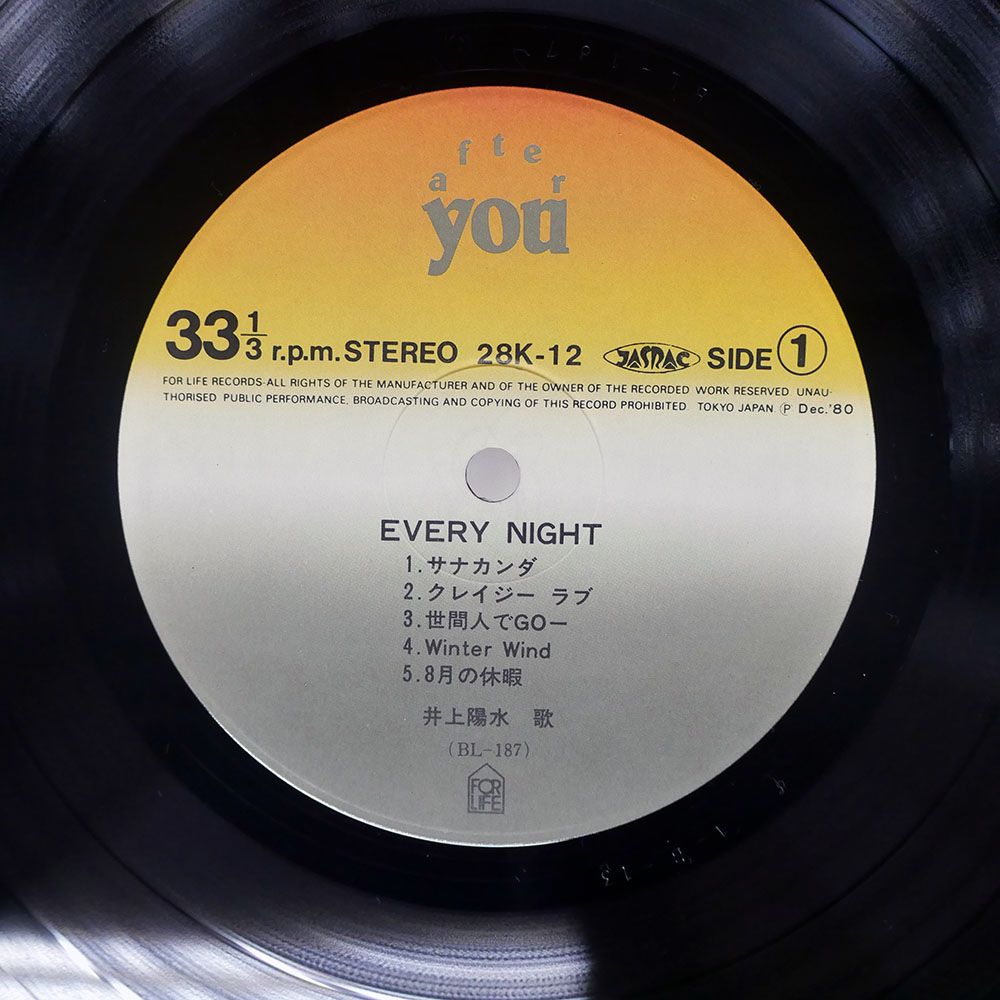 after
you
33 1/3 r.p.m. STEREO 28K-12 JASRAC SIDE 1
FOR LIFE RECORDS·ALL RIGHTS OF THE MANUFACTURER AND OF THE OWNER OF THE RECORDED WORK RESERVED. UNAU-
THORISED PUBLIC PERFORMANCE, BROADCASTING AND COPYING OF THIS RECORD PROHIBITED. TOKYO JAPAN Ⓟ Dec.'80
EVERY NIGHT
1.サナカンダ
2.クレイジー ラブ
3.世間人でGO—
4.Winter Wind
5.8月の休暇
井上陽水 歌
(BL-187)
FOR
LIFE